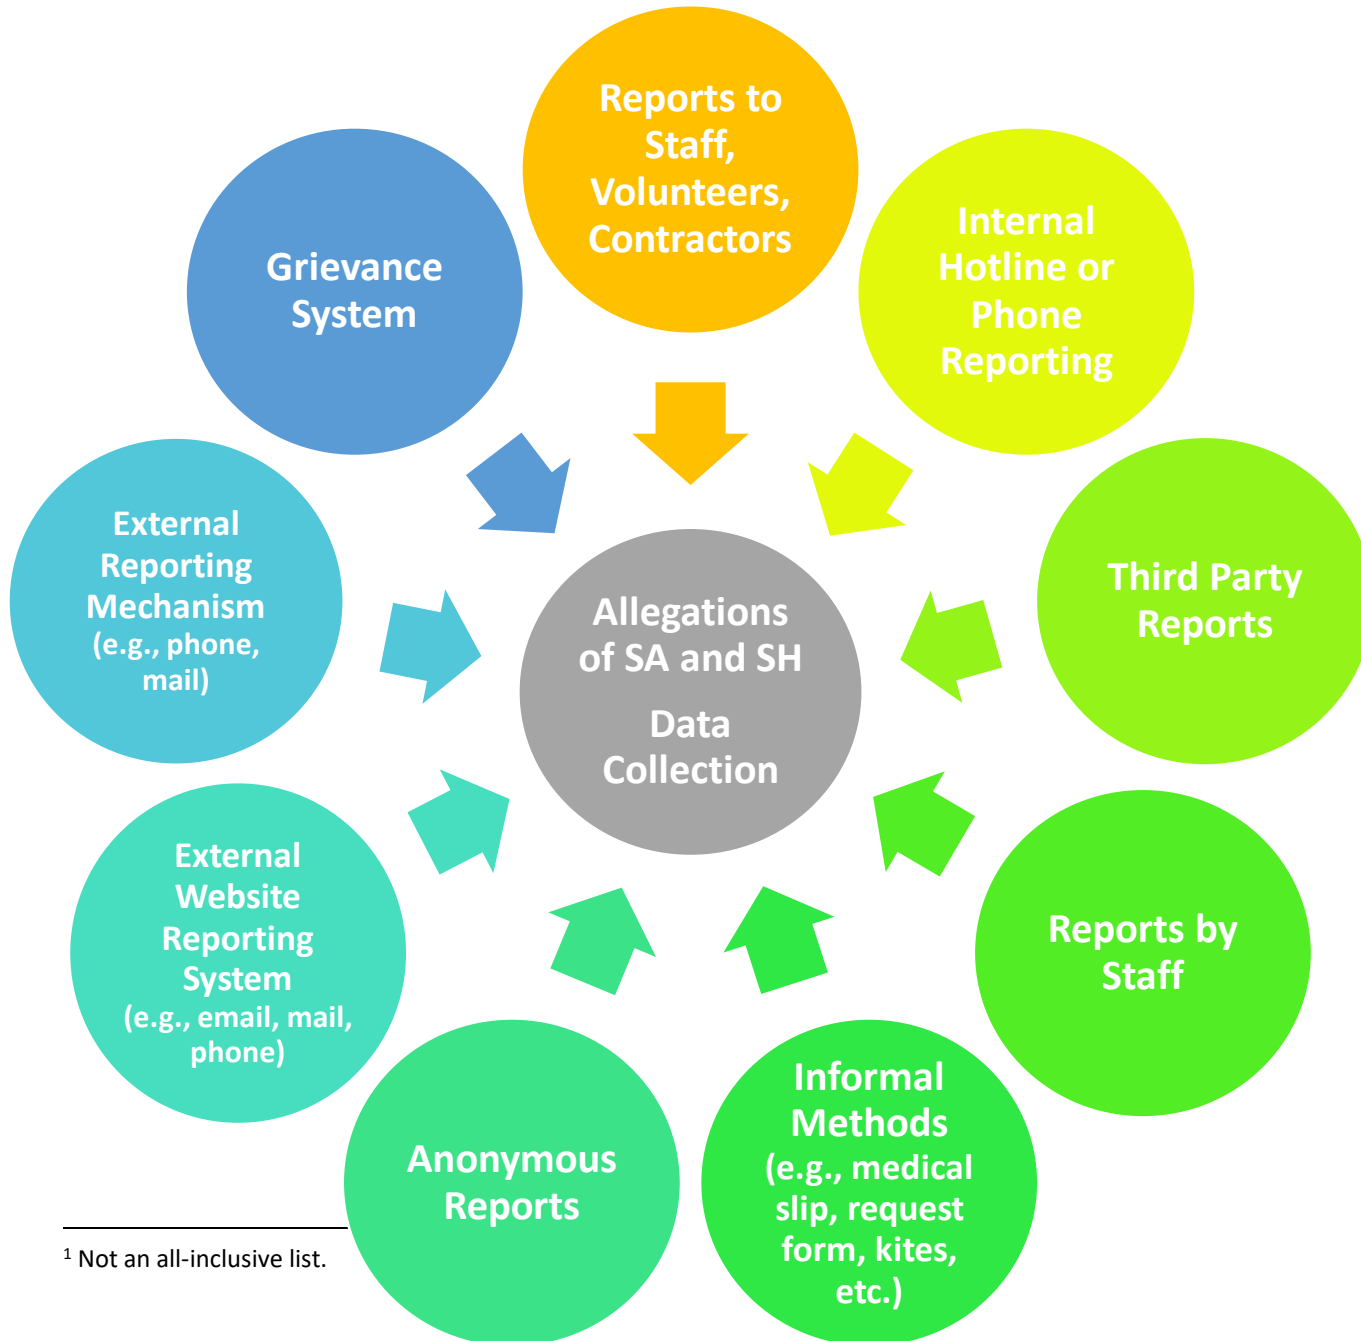 Reports to
Staff,
Volunteers,
Contractors
Internal
Hotline or
Phone
Reporting
Third Party
Reports
Reports by
Staff
Informal
Methods
(e.g., medical
slip, request
form, kites,
etc.)
Anonymous
Reports
External
Website
Reporting
System
(e.g., email, mail,
phone)
External
Reporting
Mechanism
(e.g., phone,
mail)
Grievance
System
Allegations
of SA and SH
Data
Collection
1 Not an all-inclusive list.